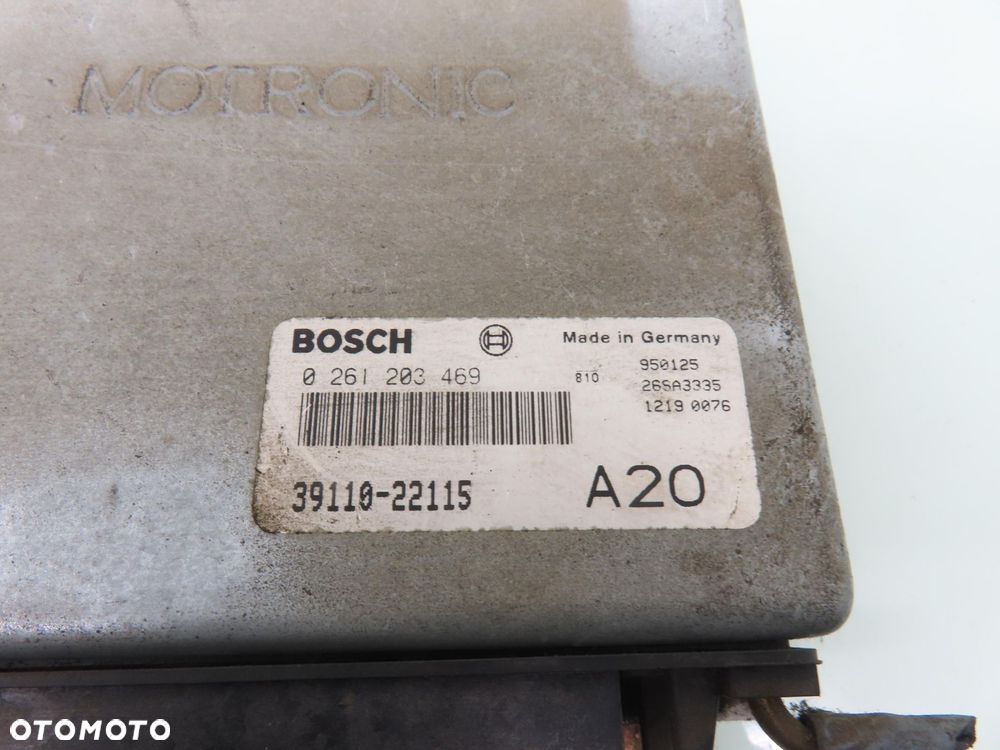 MOTRONIC
BOSCH Made in Germany
0 261 203 469 810 950125
26SA3335
1219 0076
39110-22115 A20
OTOMOTO